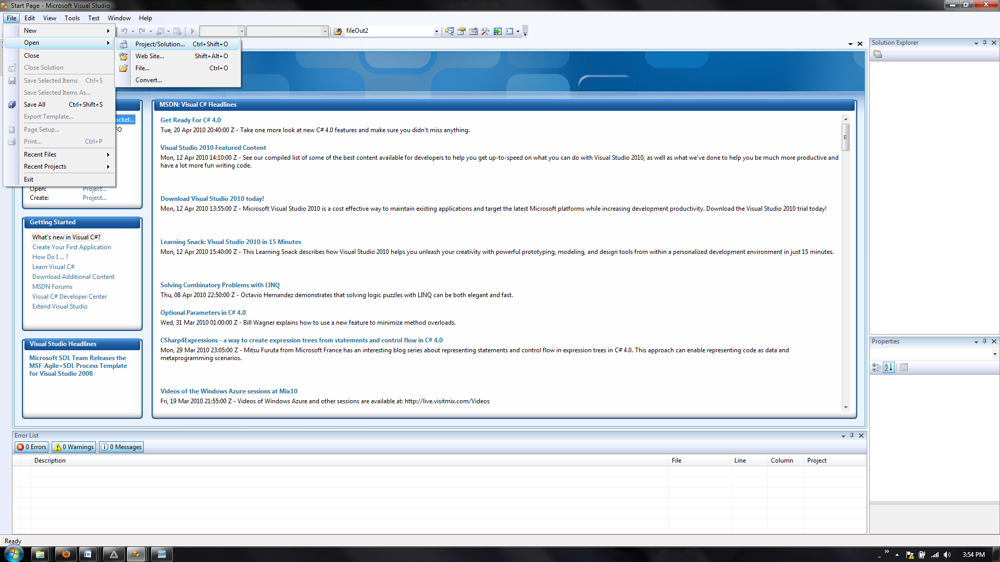 Start Page - Microsoft Visual Studio
File Edit View Tools Test Window Help
fileOut2
New
Open
Close
Close Solution
Save Selected Items Ctrl+S
Save Selected Items As...
Save All Ctrl+Shift+S
Export Template...
Page Setup...
Print... Ctrl+P
Recent Files
Recent Projects
Exit
Project/Solution... Ctrl+Shift+O
Web Site... Shift+Alt+O
File... Ctrl+O
Convert...
Open: Project...
Create: Project...
Getting Started
What's new in Visual C#?
Create Your First Application
How Do I ... ?
Learn Visual C#
Download Additional Content
MSDN Forums
Visual C# Developer Center
Extend Visual Studio
Visual Studio Headlines
Microsoft SDL Team Releases the
MSF-Agile+SDL Process Template
for Visual Studio 2008
MSDN: Visual C# Headlines
Get Ready For C# 4.0
Tue, 20 Apr 2010 20:40:00 Z - Take one more look at new C# 4.0 features and make sure you didn't miss anything.
Visual Studio 2010 Featured Content
Mon, 12 Apr 2010 14:10:00 Z - See our compiled list of some of the best content available for developers to help you get up-to-speed on what you can do with Visual Studio 2010, as well as what we've done to help you be much more productive and
have a lot more fun writing code.
Download Visual Studio 2010 today!
Mon, 12 Apr 2010 13:55:00 Z - Microsoft Visual Studio 2010 is a cost effective way to maintain existing applications and target the latest Microsoft platforms while increasing development productivity. Download the Visual Studio 2010 trial today!
Learning Snack: Visual Studio 2010 in 15 Minutes
Mon, 12 Apr 2010 15:40:00 Z - This Learning Snack describes how Visual Studio 2010 helps you unleash your creativity with powerful prototyping, modeling, and design tools from within a personalized development environment in just 15 minutes.
Solving Combinatory Problems with LINQ
Thu, 08 Apr 2010 22:50:00 Z - Octavio Hernandez demonstrates that solving logic puzzles with LINQ can be both elegant and fast.
Optional Parameters in C# 4.0
Wed, 31 Mar 2010 01:00:00 Z - Bill Wagner explains how to use a new feature to minimize method overloads.
CSharp4Expressions - a way to create expression trees from statements and control flow in C# 4.0
Mon, 29 Mar 2010 23:05:00 Z - Mitsu Furuta from Microsoft France has an interesting blog series about representing statements and control flow in expression trees in C# 4.0. This approach can enable representing code as data and
metaprogramming scenarios.
Videos of the Windows Azure sessions at Mix10
Fri, 19 Mar 2010 21:55:00 Z - Videos of Windows Azure and other sessions are available at: http://live.visitmix.com/Videos
Solution Explorer
Properties
Error List
0 Errors 0 Warnings 0 Messages
Description File Line Column Project
Ready
3:54 PM